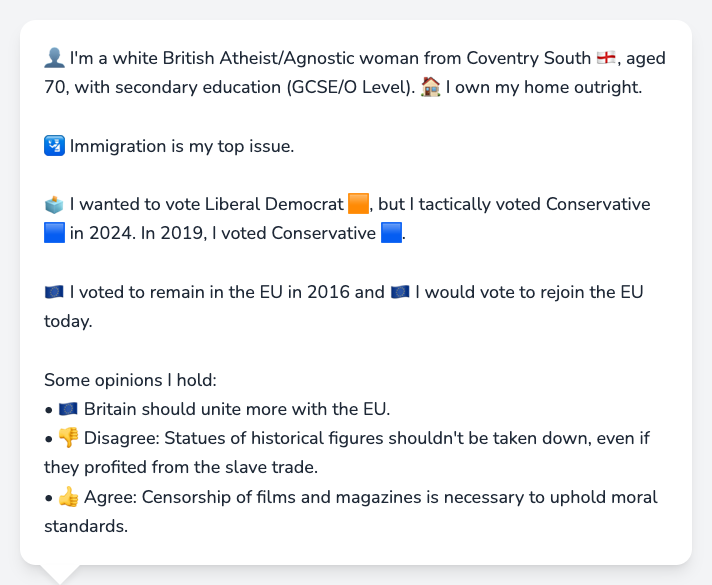 👤 I'm a white British Atheist/Agnostic woman from Coventry South 🏴󠁧󠁢󠁥󠁮󠁧󠁿, aged
70, with secondary education (GCSE/O Level). 🏠 I own my home outright.
🛂 Immigration is my top issue.
🗳️ I wanted to vote Liberal Democrat 🟧, but I tactically voted Conservative
🟦 in 2024. In 2019, I voted Conservative 🟦.
🇪🇺 I voted to remain in the EU in 2016 and 🇪🇺 I would vote to rejoin the EU
today.
Some opinions I hold:
• 🇪🇺 Britain should unite more with the EU.
• 👎 Disagree: Statues of historical figures shouldn't be taken down, even if
they profited from the slave trade.
• 👍 Agree: Censorship of films and magazines is necessary to uphold moral
standards.